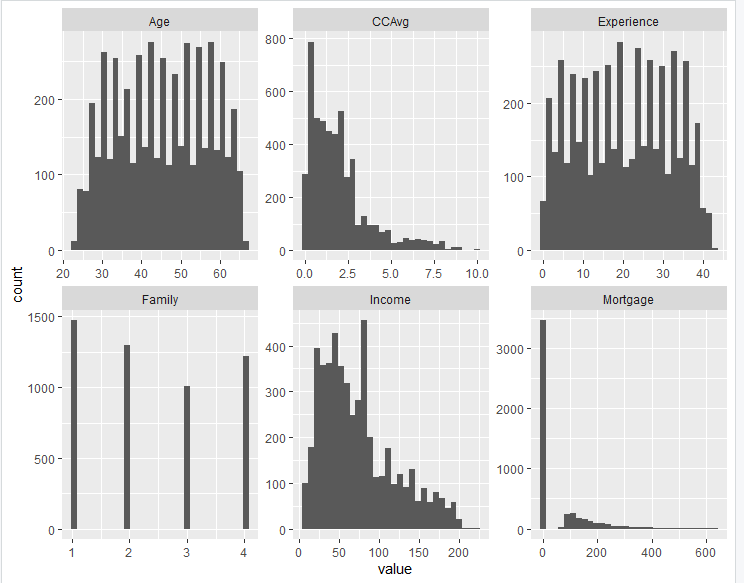 Age CCAvg Experience
800
600
200 400 200
100 200 100
0 0 0
20 30 40 50 60 0.0 2.5 5.0 7.5 10.0 0 10 20 30 40
count
Family Income Mortgage
1500
400 3000
1000 300
2000
200
500 1000
100
0 0 0
1 2 3 4 0 50 100 150 200 0 200 400 600
value